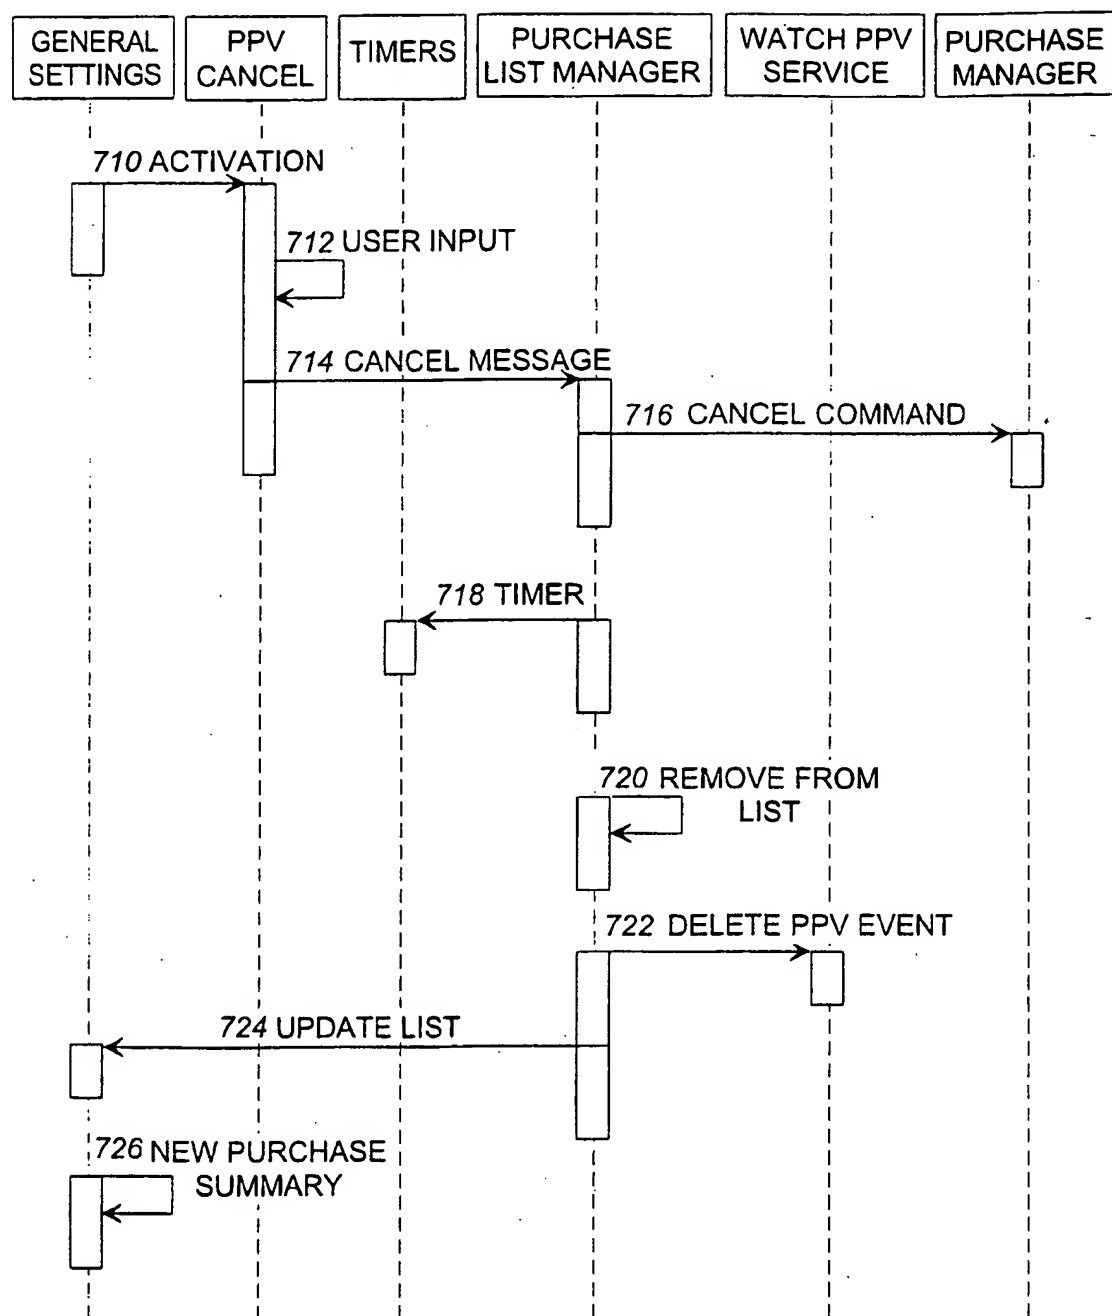 GENERAL
SETTINGS
PPV
CANCEL
TIMERS
PURCHASE
LIST MANAGER
WATCH PPV
SERVICE
PURCHASE
MANAGER
710 ACTIVATION
712 USER INPUT
714 CANCEL MESSAGE
716 CANCEL COMMAND
718 TIMER
720 REMOVE FROM
LIST
722 DELETE PPV EVENT
724 UPDATE LIST
726 NEW PURCHASE
SUMMARY